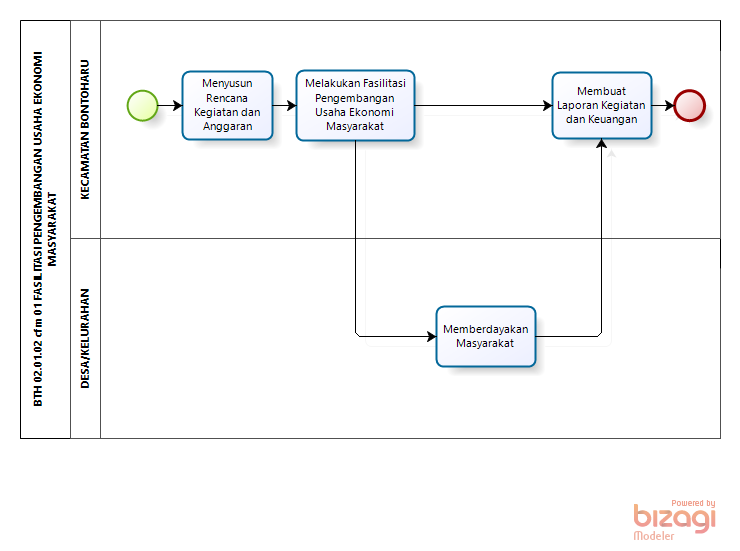 BTH 02.01.02 cfm 01 FASILITASI PENGEMBANGAN USAHA EKONOMI
MASYARAKAT
KECAMATAN BONTOHARU
Menyusun
Rencana
Kegiatan dan
Anggaran
Melakukan Fasilitasi
Pengembangan
Usaha Ekonomi
Masyarakat
Membuat
Laporan Kegiatan
dan Keuangan
DESA/KELURAHAN
Memberdayakan
Masyarakat
Powered by
bizagi
Modeler